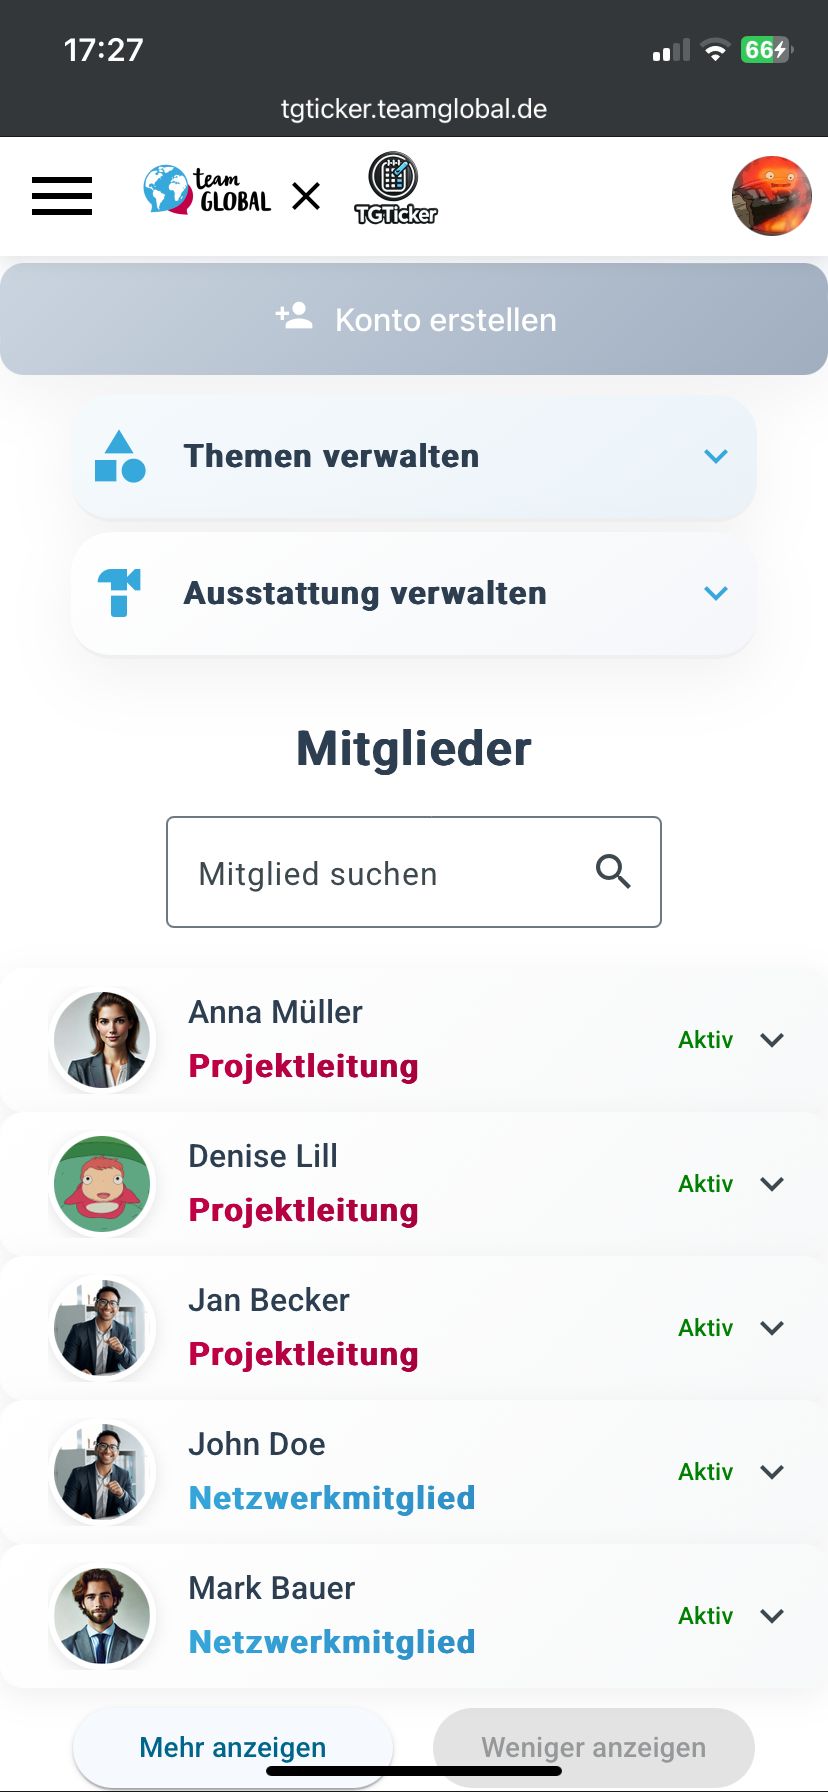 17:27
66
tgticker.teamglobal.de
team
GLOBAL
TGTicker
Konto erstellen
Themen verwalten
Ausstattung verwalten
Mitglieder
Mitglied suchen
Anna Müller
Projektleitung
Aktiv
Denise Lill
Projektleitung
Aktiv
Jan Becker
Projektleitung
Aktiv
John Doe
Netzwerkmitglied
Aktiv
Mark Bauer
Netzwerkmitglied
Aktiv
Mehr anzeigen
Weniger anzeigen